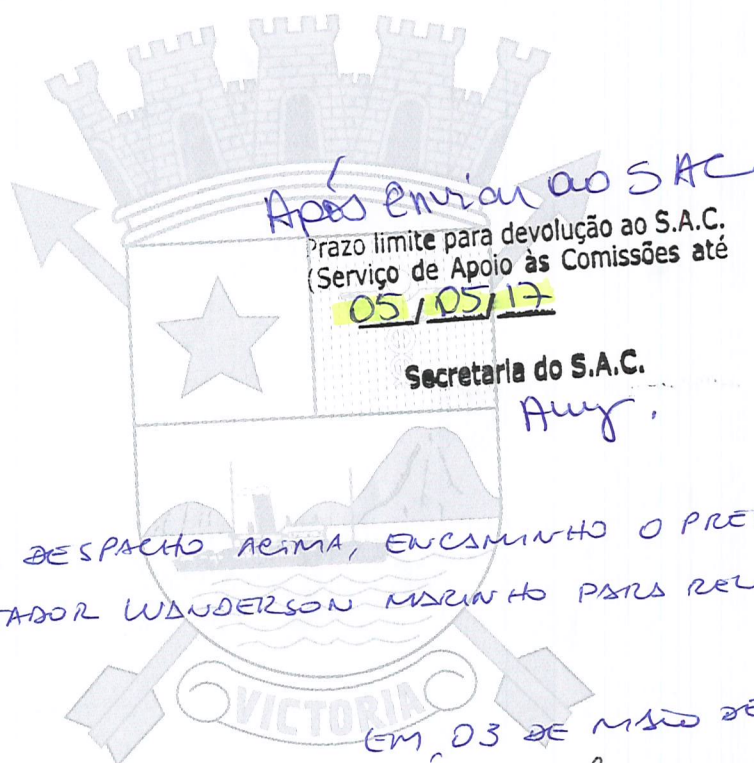 Após enviar ao SAC
Prazo limite para devolução ao S.A.C.
(Serviço de Apoio às Comissões até
05/05/17
Secretaria do S.A.C.
DESPACHO ACIMA, ENCAMINHO O PRE
TADOR WANDERSON MARINHO PARA REL
VICTORIA
EM, 03 DE MAIO DE